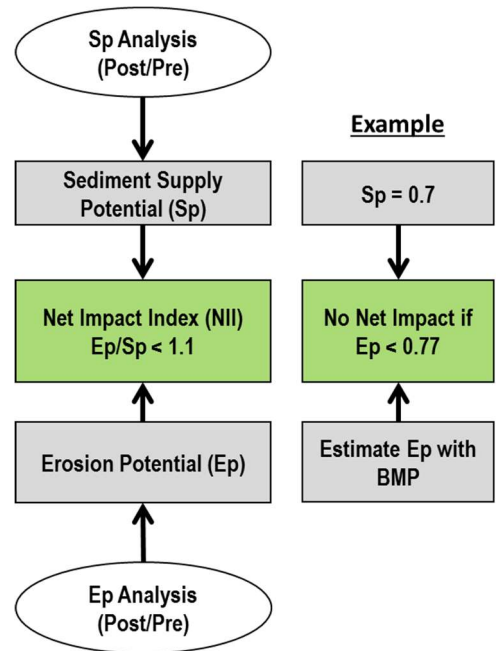 Sp Analysis
(Post/Pre)
Sediment Supply
Potential (Sp)
Net Impact Index (NII)
Ep/Sp < 1.1
Erosion Potential (Ep)
Ep Analysis
(Post/Pre)
Example
Sp = 0.7
No Net Impact if
Ep < 0.77
Estimate Ep with
BMP